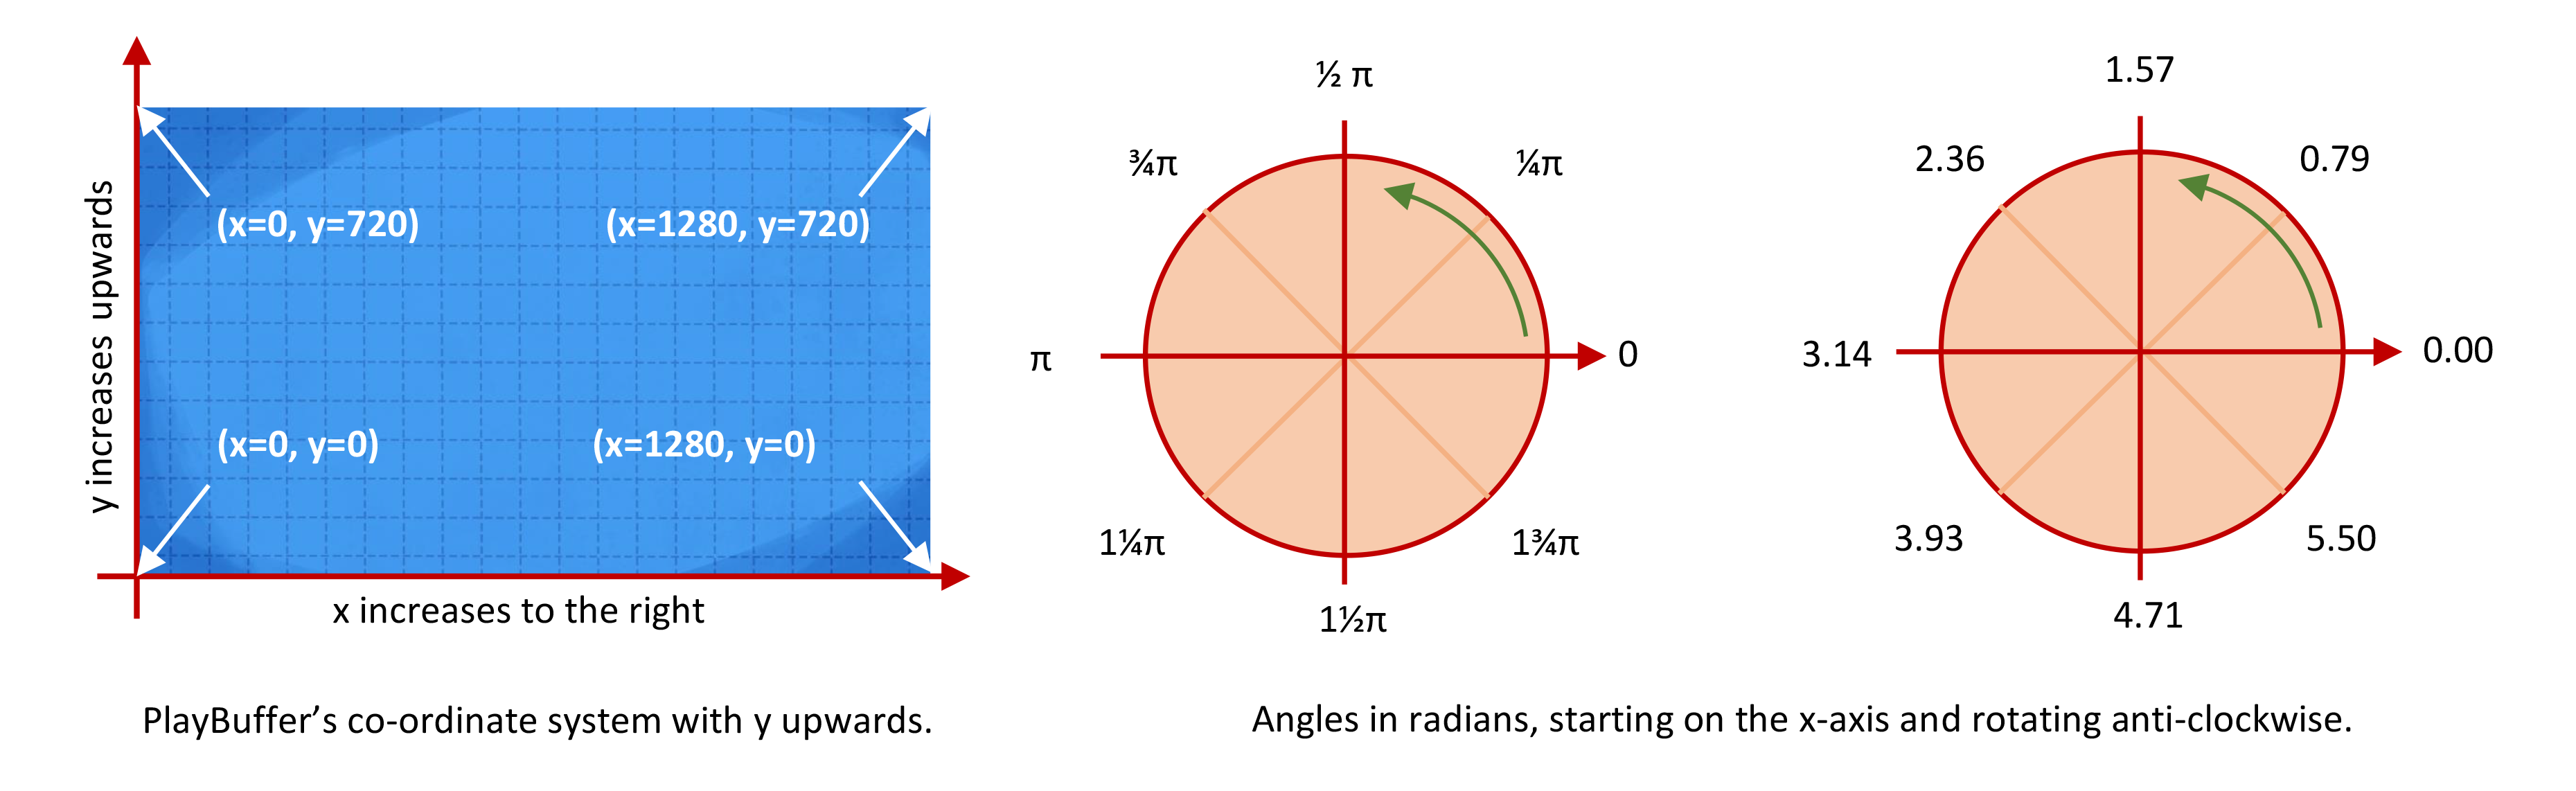 y increases upwards
(x=0, y=720)
(x=1280, y=720)
(x=0, y=0)
(x=1280, y=0)
x increases to the right
PlayBuffer’s co-ordinate system with y upwards.
½ π
¾π
¼π
π
0
1¼π
1¾π
1½π
1.57
2.36
0.79
3.14
0.00
3.93
5.50
4.71
Angles in radians, starting on the x-axis and rotating anti-clockwise.